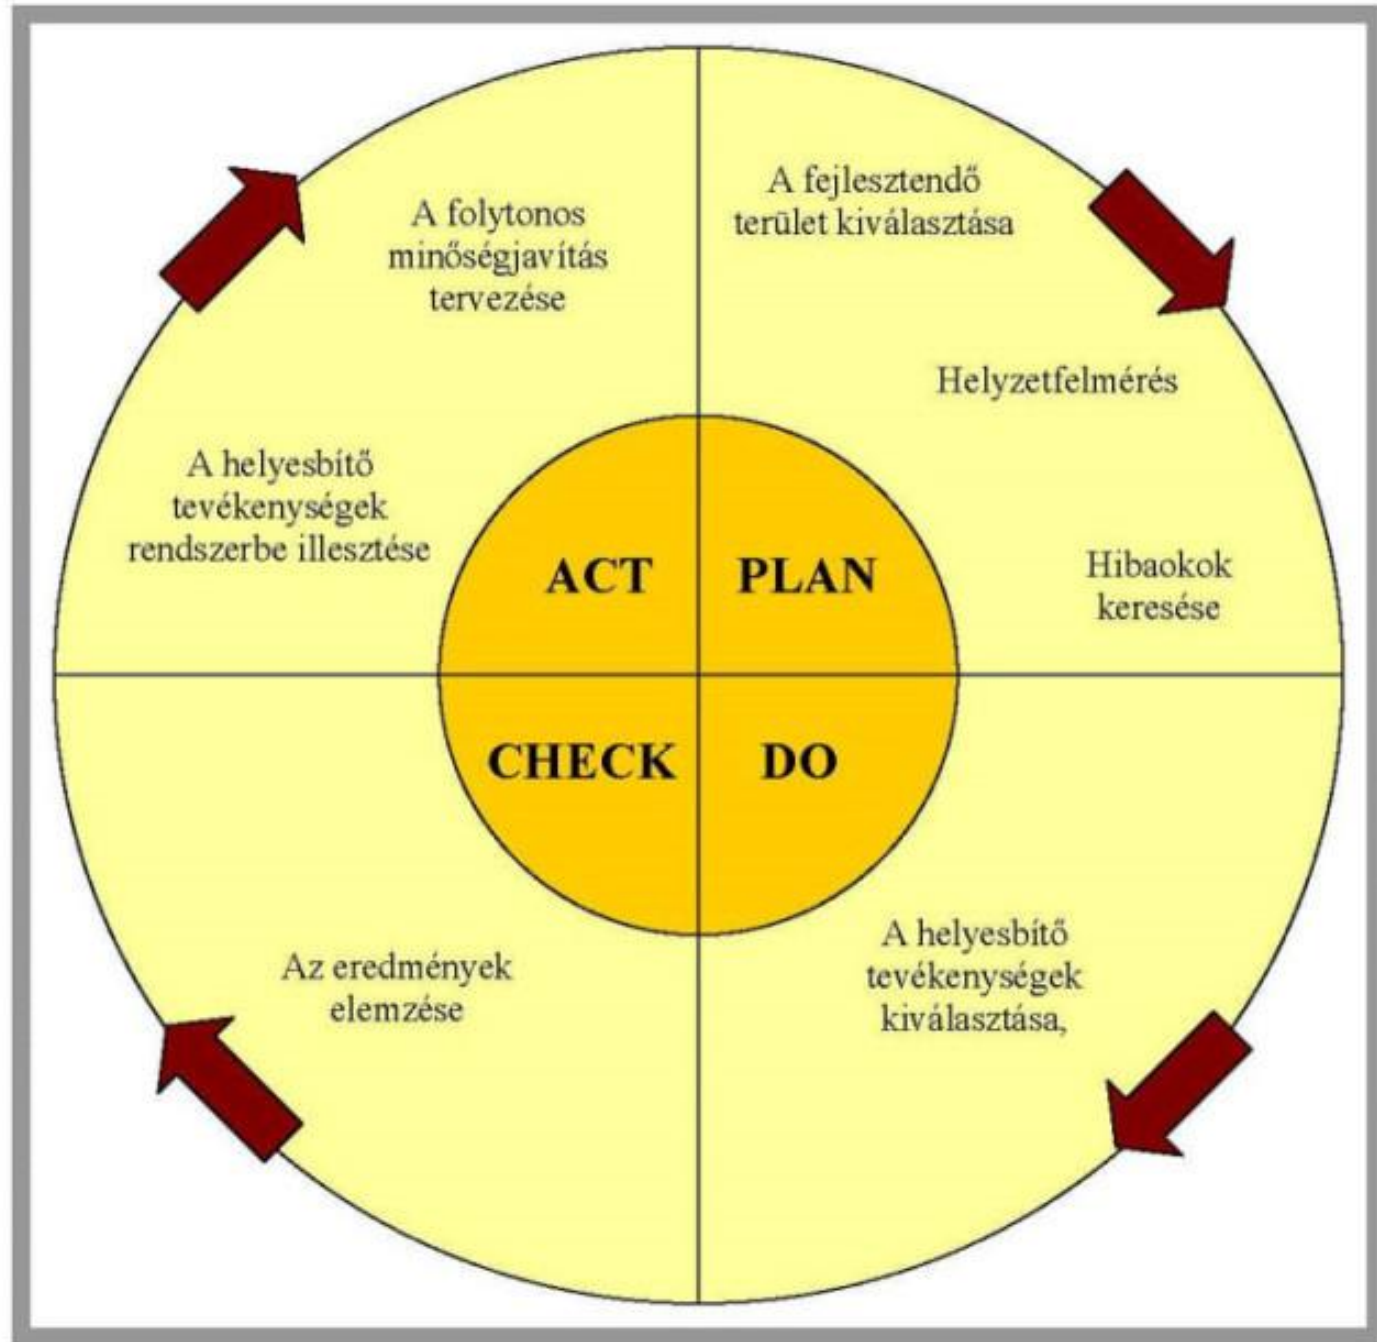 A fejlesztendő
terület kiválasztása
Helyzetfelmérés
Hibaokok
keresése
PLAN
DO
A helyesbítő
tevékenységek
kiválasztása,
CHECK
Az eredmények
elemzése
ACT
A helyesbítő
tevékenységek
rendszerbe illesztése
A folytonos
minőségjavítás
tervezése